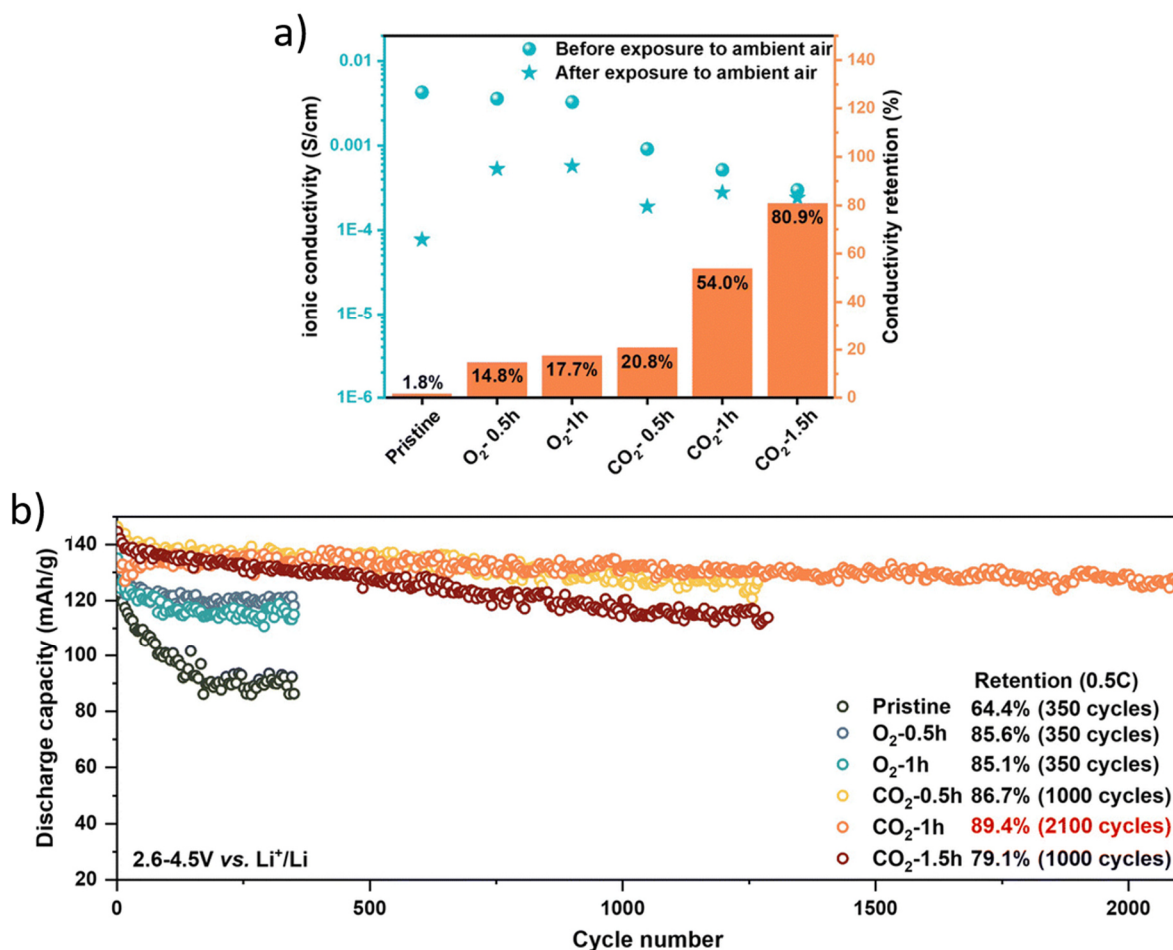 a)
Before exposure to ambient air
After exposure to ambient air
ionic conductivity (S/cm)
0.01
0.001
1E-4
1E-5
1E-6
Conductivity retention (%)
140
120
100
80
60
40
20
0
1.8%
14.8%
17.7%
20.8%
54.0%
80.9%
Pristine
O₂- 0.5h
O₂-1h
CO₂- 0.5h
CO₂-1h
CO₂-1.5h
b)
Discharge capacity (mAh/g)
140
120
100
80
60
40
20
Retention (0.5C)
Pristine 64.4% (350 cycles)
O₂-0.5h 85.6% (350 cycles)
O₂-1h 85.1% (350 cycles)
CO₂-0.5h 86.7% (1000 cycles)
CO₂-1h 89.4% (2100 cycles)
CO₂-1.5h 79.1% (1000 cycles)
2.6-4.5V vs. Li⁺/Li
0 500 1000 1500 2000
Cycle number